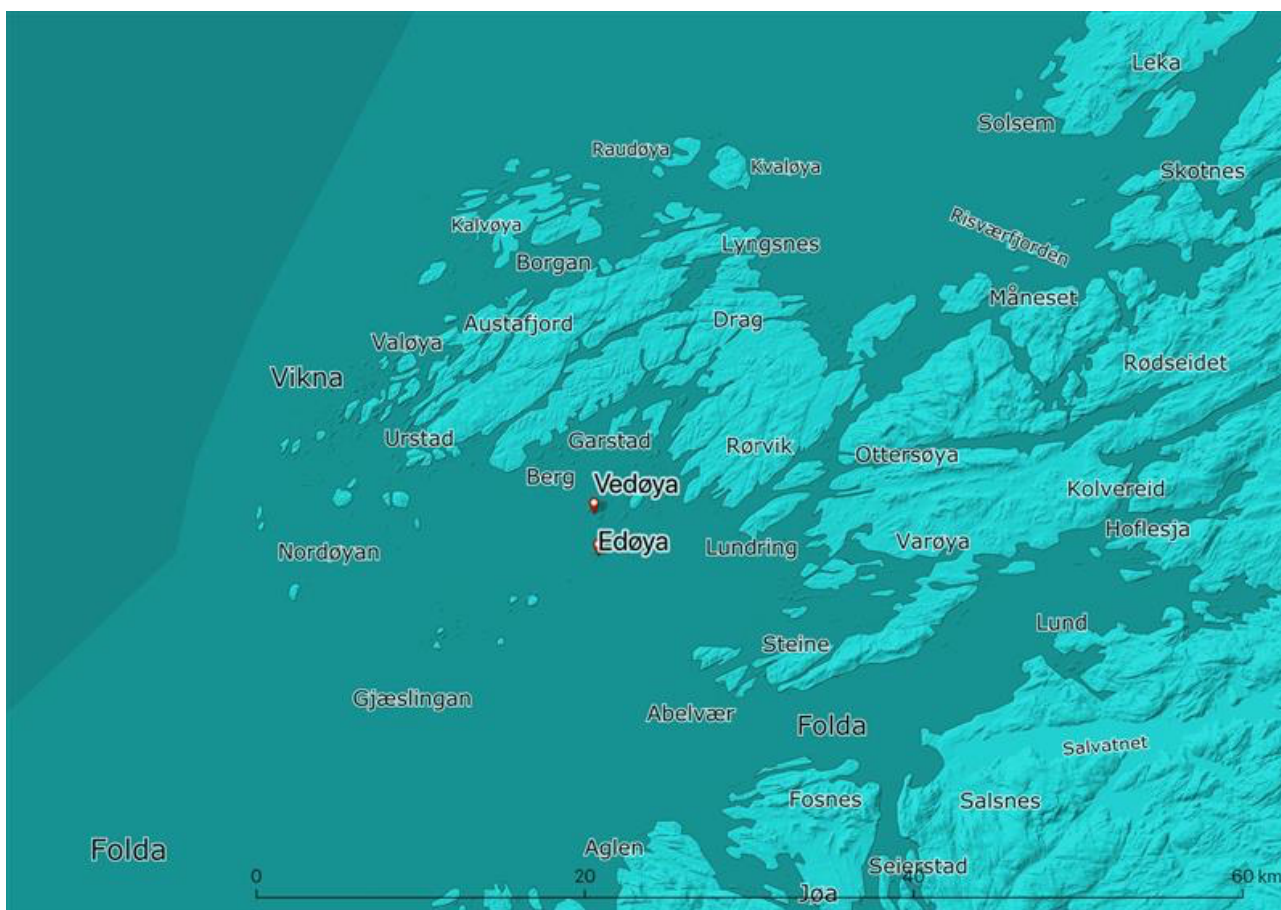 Leka
Solsem
Raudøya
Kvaløya
Skotnes
Kalvøya
Risværfjorden
Lyngsnes
Borgan
Måneset
Austafjord
Drag
Valøya
Rødseidet
Vikna
Urstad
Garstad
Rørvik
Ottersøya
Berg
Vedøya
Kolvereid
Hoflesja
Nordøyan
Edøya
Lundring
Varøya
Lund
Steine
Gjæslingan
Abelvær
Folda
Salvatnet
Fosnes
Salsnes
Folda
Aglen
Seierstad
0
20
40
60 km
Jøa